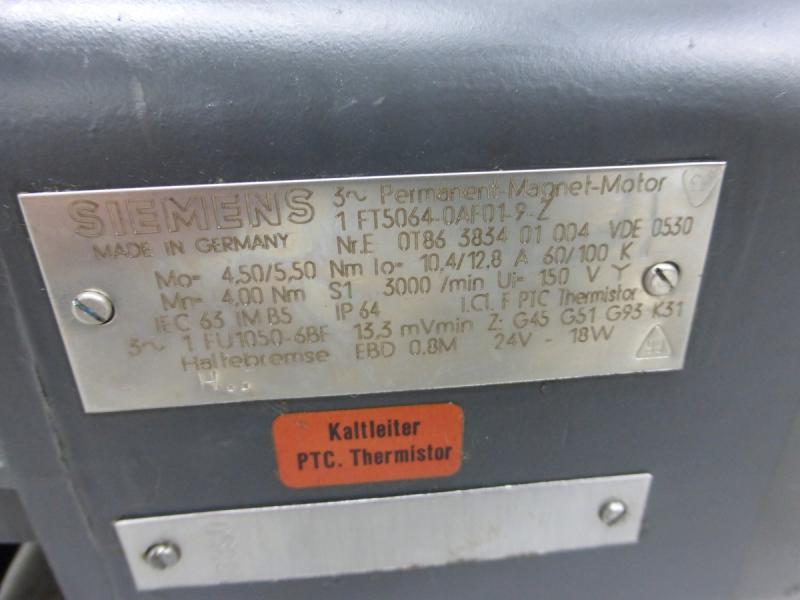 SIEMENS 3~ Permanent-Magnet-Motor
1 FT5064-0AF01-9-Z
MADE IN GERMANY Nr.E 0T86 3834 01 004 VDE 0530
Mo= 4,50/5,50 Nm Io= 10,4/12,8 A 60/100 K
Mn= 4,00 Nm S1 3000 /min Ui= 150 V Y
IEC 63 IM B5 IP 64 I.Cl. F PTC Thermistor
3~ 1 FU1050-6BF 13,3 mVmin Z: G45 G51 G93 K31
Haltebremse EBD 0.8M 24V - 18W
Kaltleiter
PTC. Thermistor